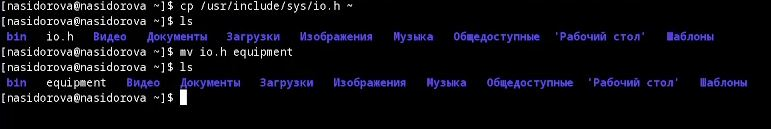 [nasidorova@nasidorova ~]$ cp /usr/include/sys/io.h ~
[nasidorova@nasidorova ~]$ ls
bin io.h Видео Документы Загрузки Изображения Музыка Общедоступные 'Рабочий стол' Шаблоны
[nasidorova@nasidorova ~]$ mv io.h equipment
[nasidorova@nasidorova ~]$ ls
bin equipment Видео Документы Загрузки Изображения Музыка Общедоступные 'Рабочий стол' Шаблоны
[nasidorova@nasidorova ~]$